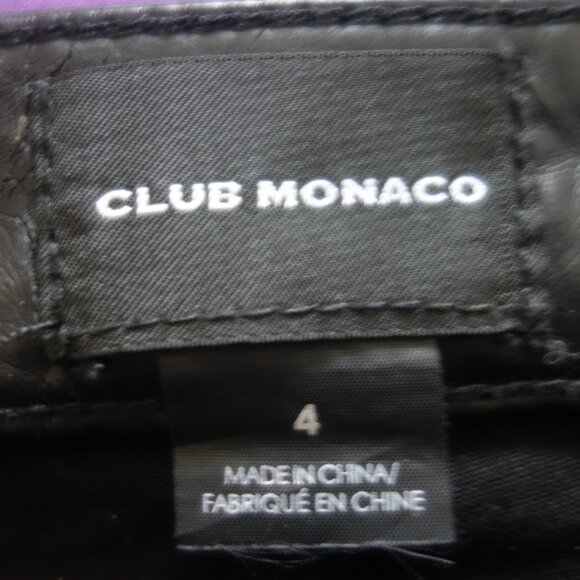 CLUB MONACO
4
MADE IN CHINA/
FABRIQUÉ EN CHINE